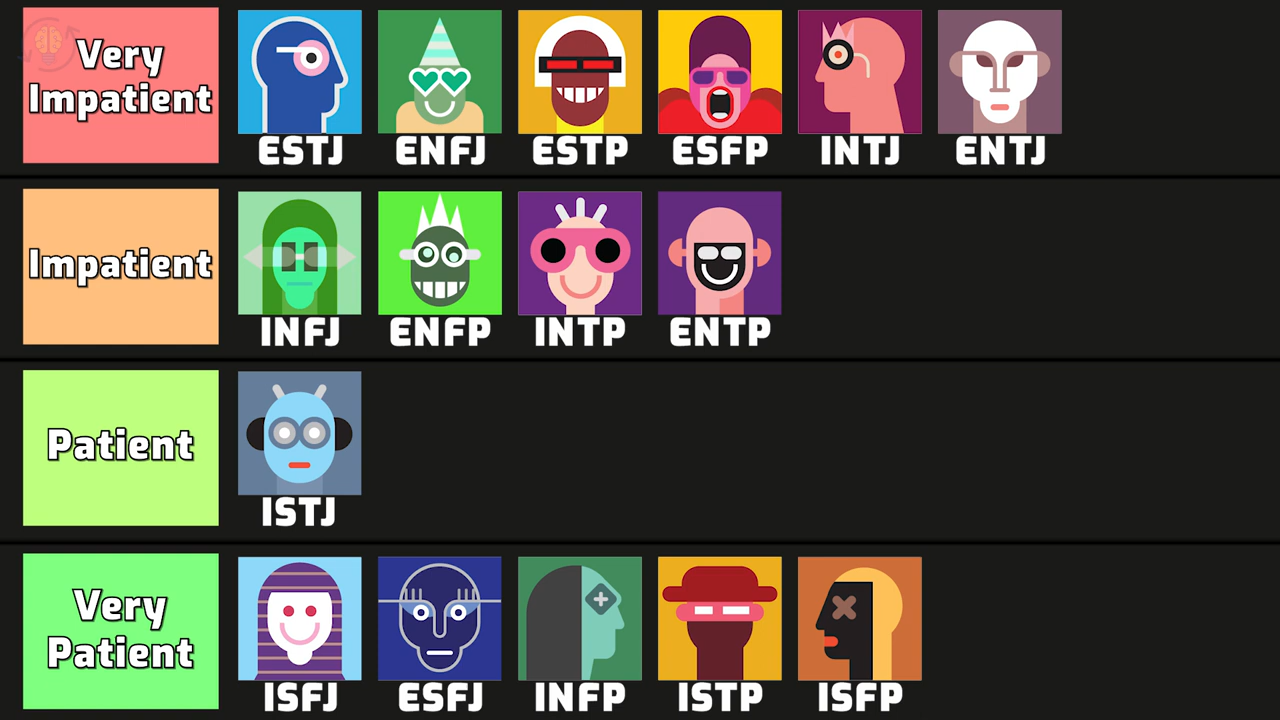 Very
Impatient
ESTJ ENFJ ESTP ESFP INTJ ENTJ
Impatient
INFJ ENFP INTP ENTP
Patient
ISTJ
Very
Patient
ISFJ ESFJ INFP ISTP ISFP